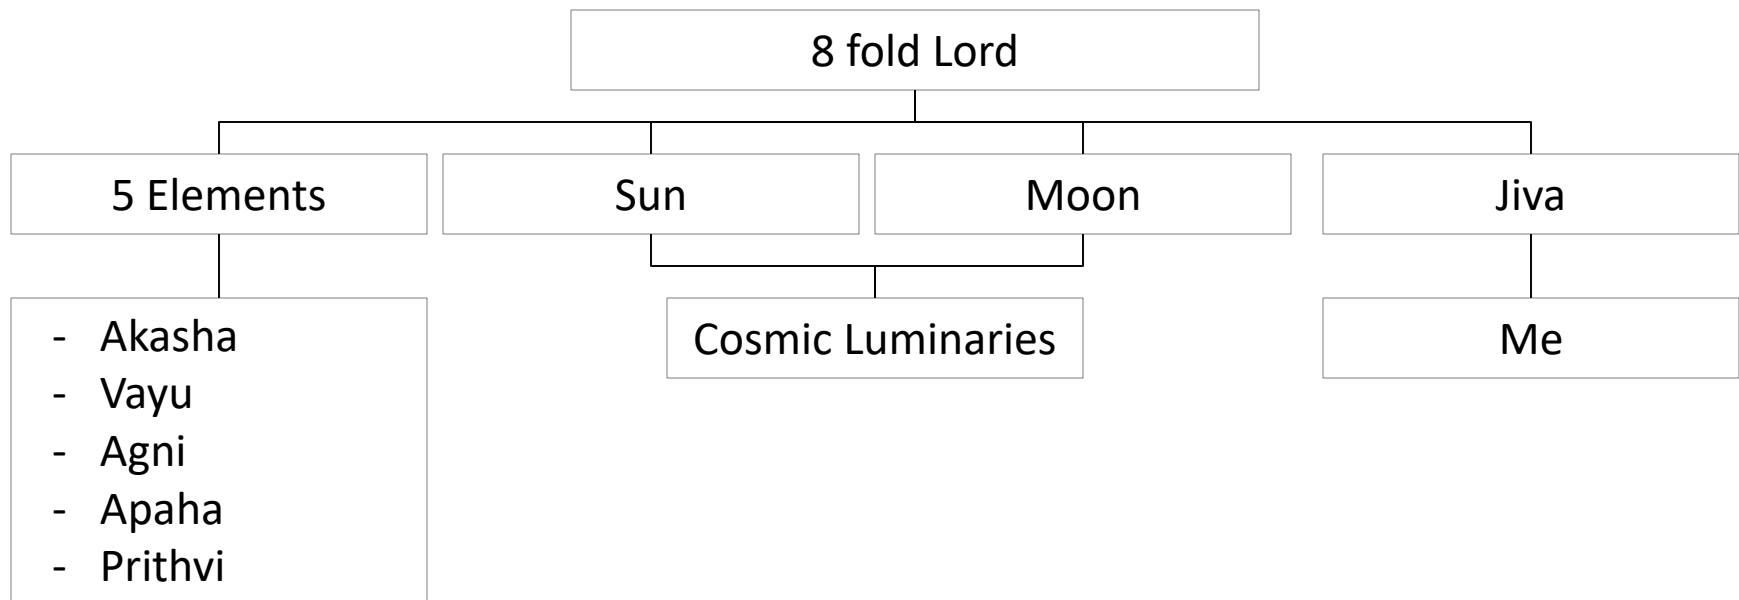 8 fold Lord
5 Elements
Sun
Moon
Jiva
- Akasha
- Vayu
- Agni
- Apaha
- Prithvi
Cosmic Luminaries
Me